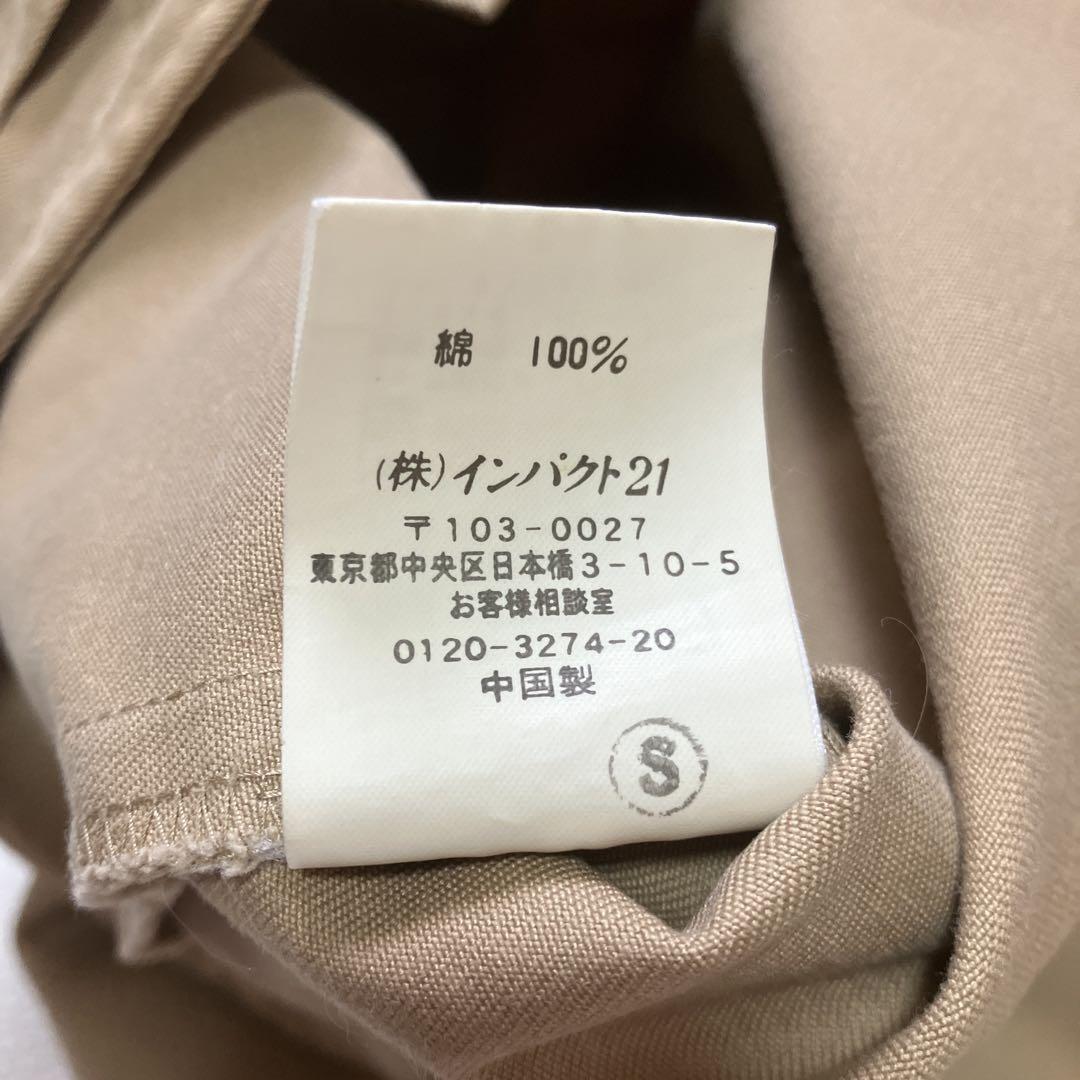 綿 100%
(株)インパクト21
〒103-0027
東京都中央区日本橋3-10-5
お客様相談室
0120-3274-20
中国製
S